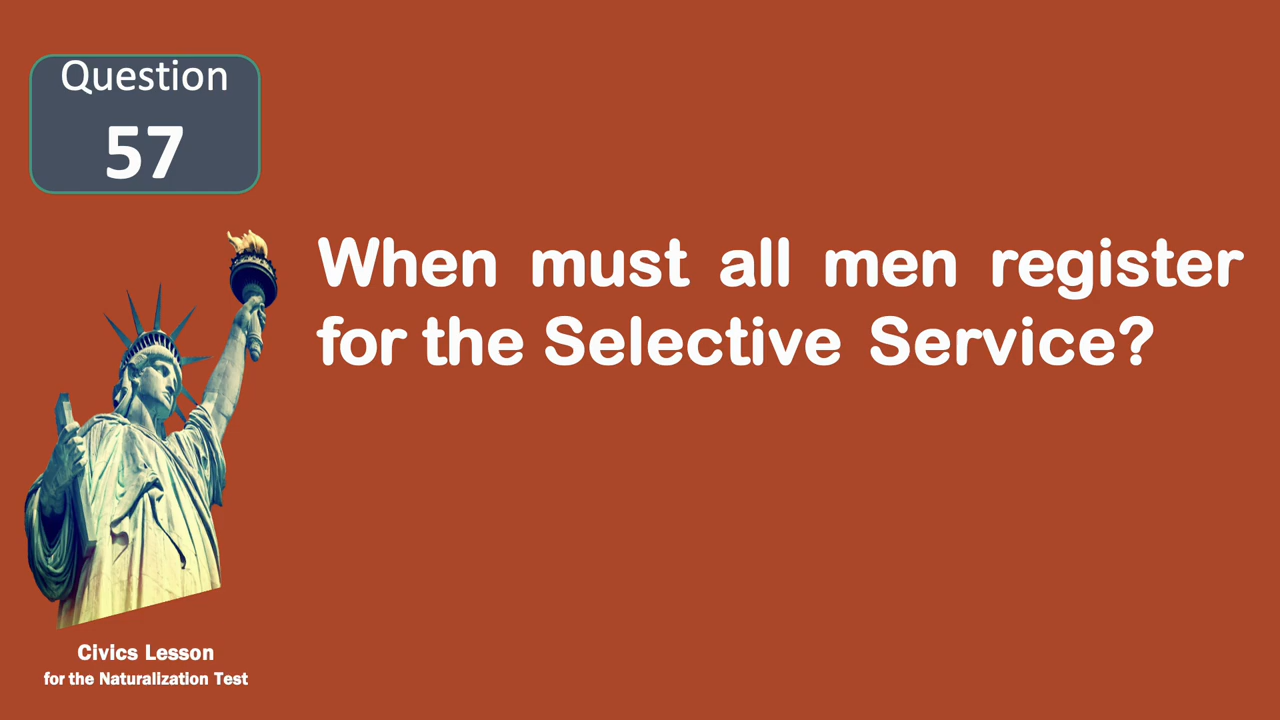 Question
57
When must all men register
for the Selective Service?
Civics Lesson
for the Naturalization Test